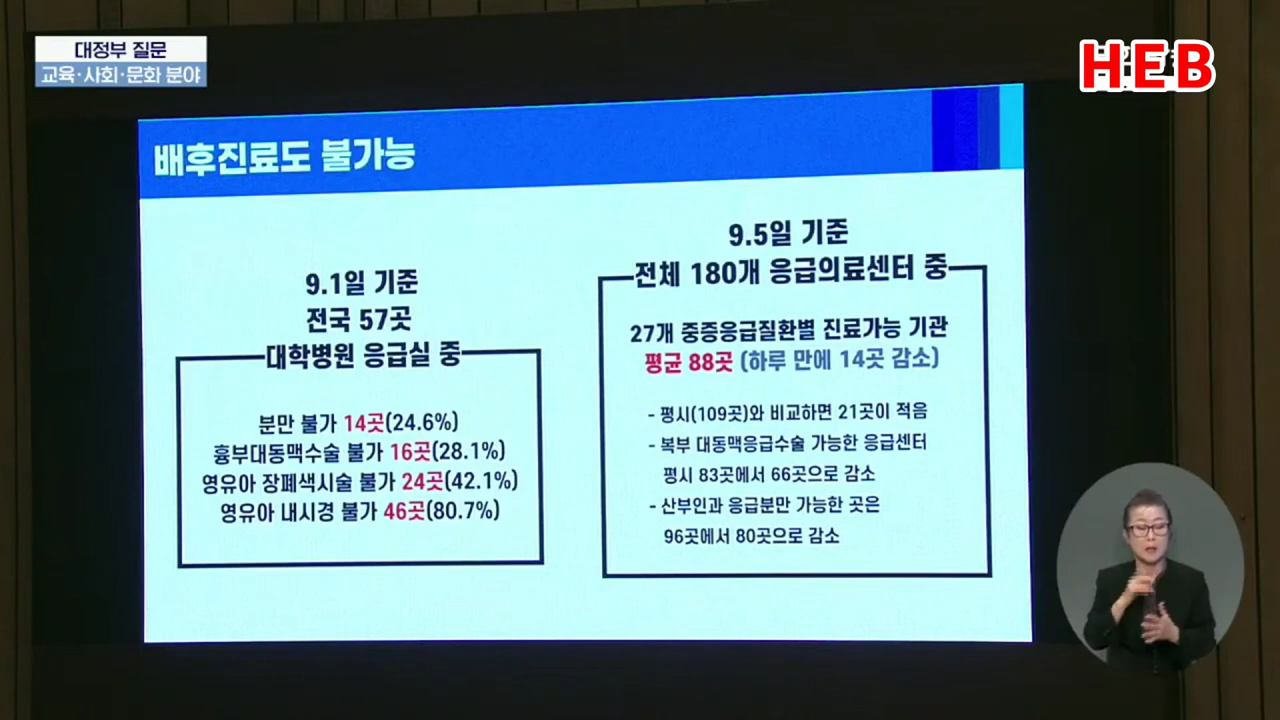 대정부 질문
교육·사회·문화 분야
HEB
배후진료도 불가능
9.1일 기준
전국 57곳
대학병원 응급실 중
분만 불가 14곳(24.6%)
흉부대동맥수술 불가 16곳(28.1%)
영유아 장폐색시술 불가 24곳(42.1%)
영유아 내시경 불가 46곳(80.7%)
9.5일 기준
전체 180개 응급의료센터 중
27개 중증응급질환별 진료가능 기관
평균 88곳 (하루 만에 14곳 감소)
- 평시(109곳)와 비교하면 21곳이 적음
- 복부 대동맥응급수술 가능한 응급센터
평시 83곳에서 66곳으로 감소
- 산부인과 응급분만 가능한 곳은
96곳에서 80곳으로 감소